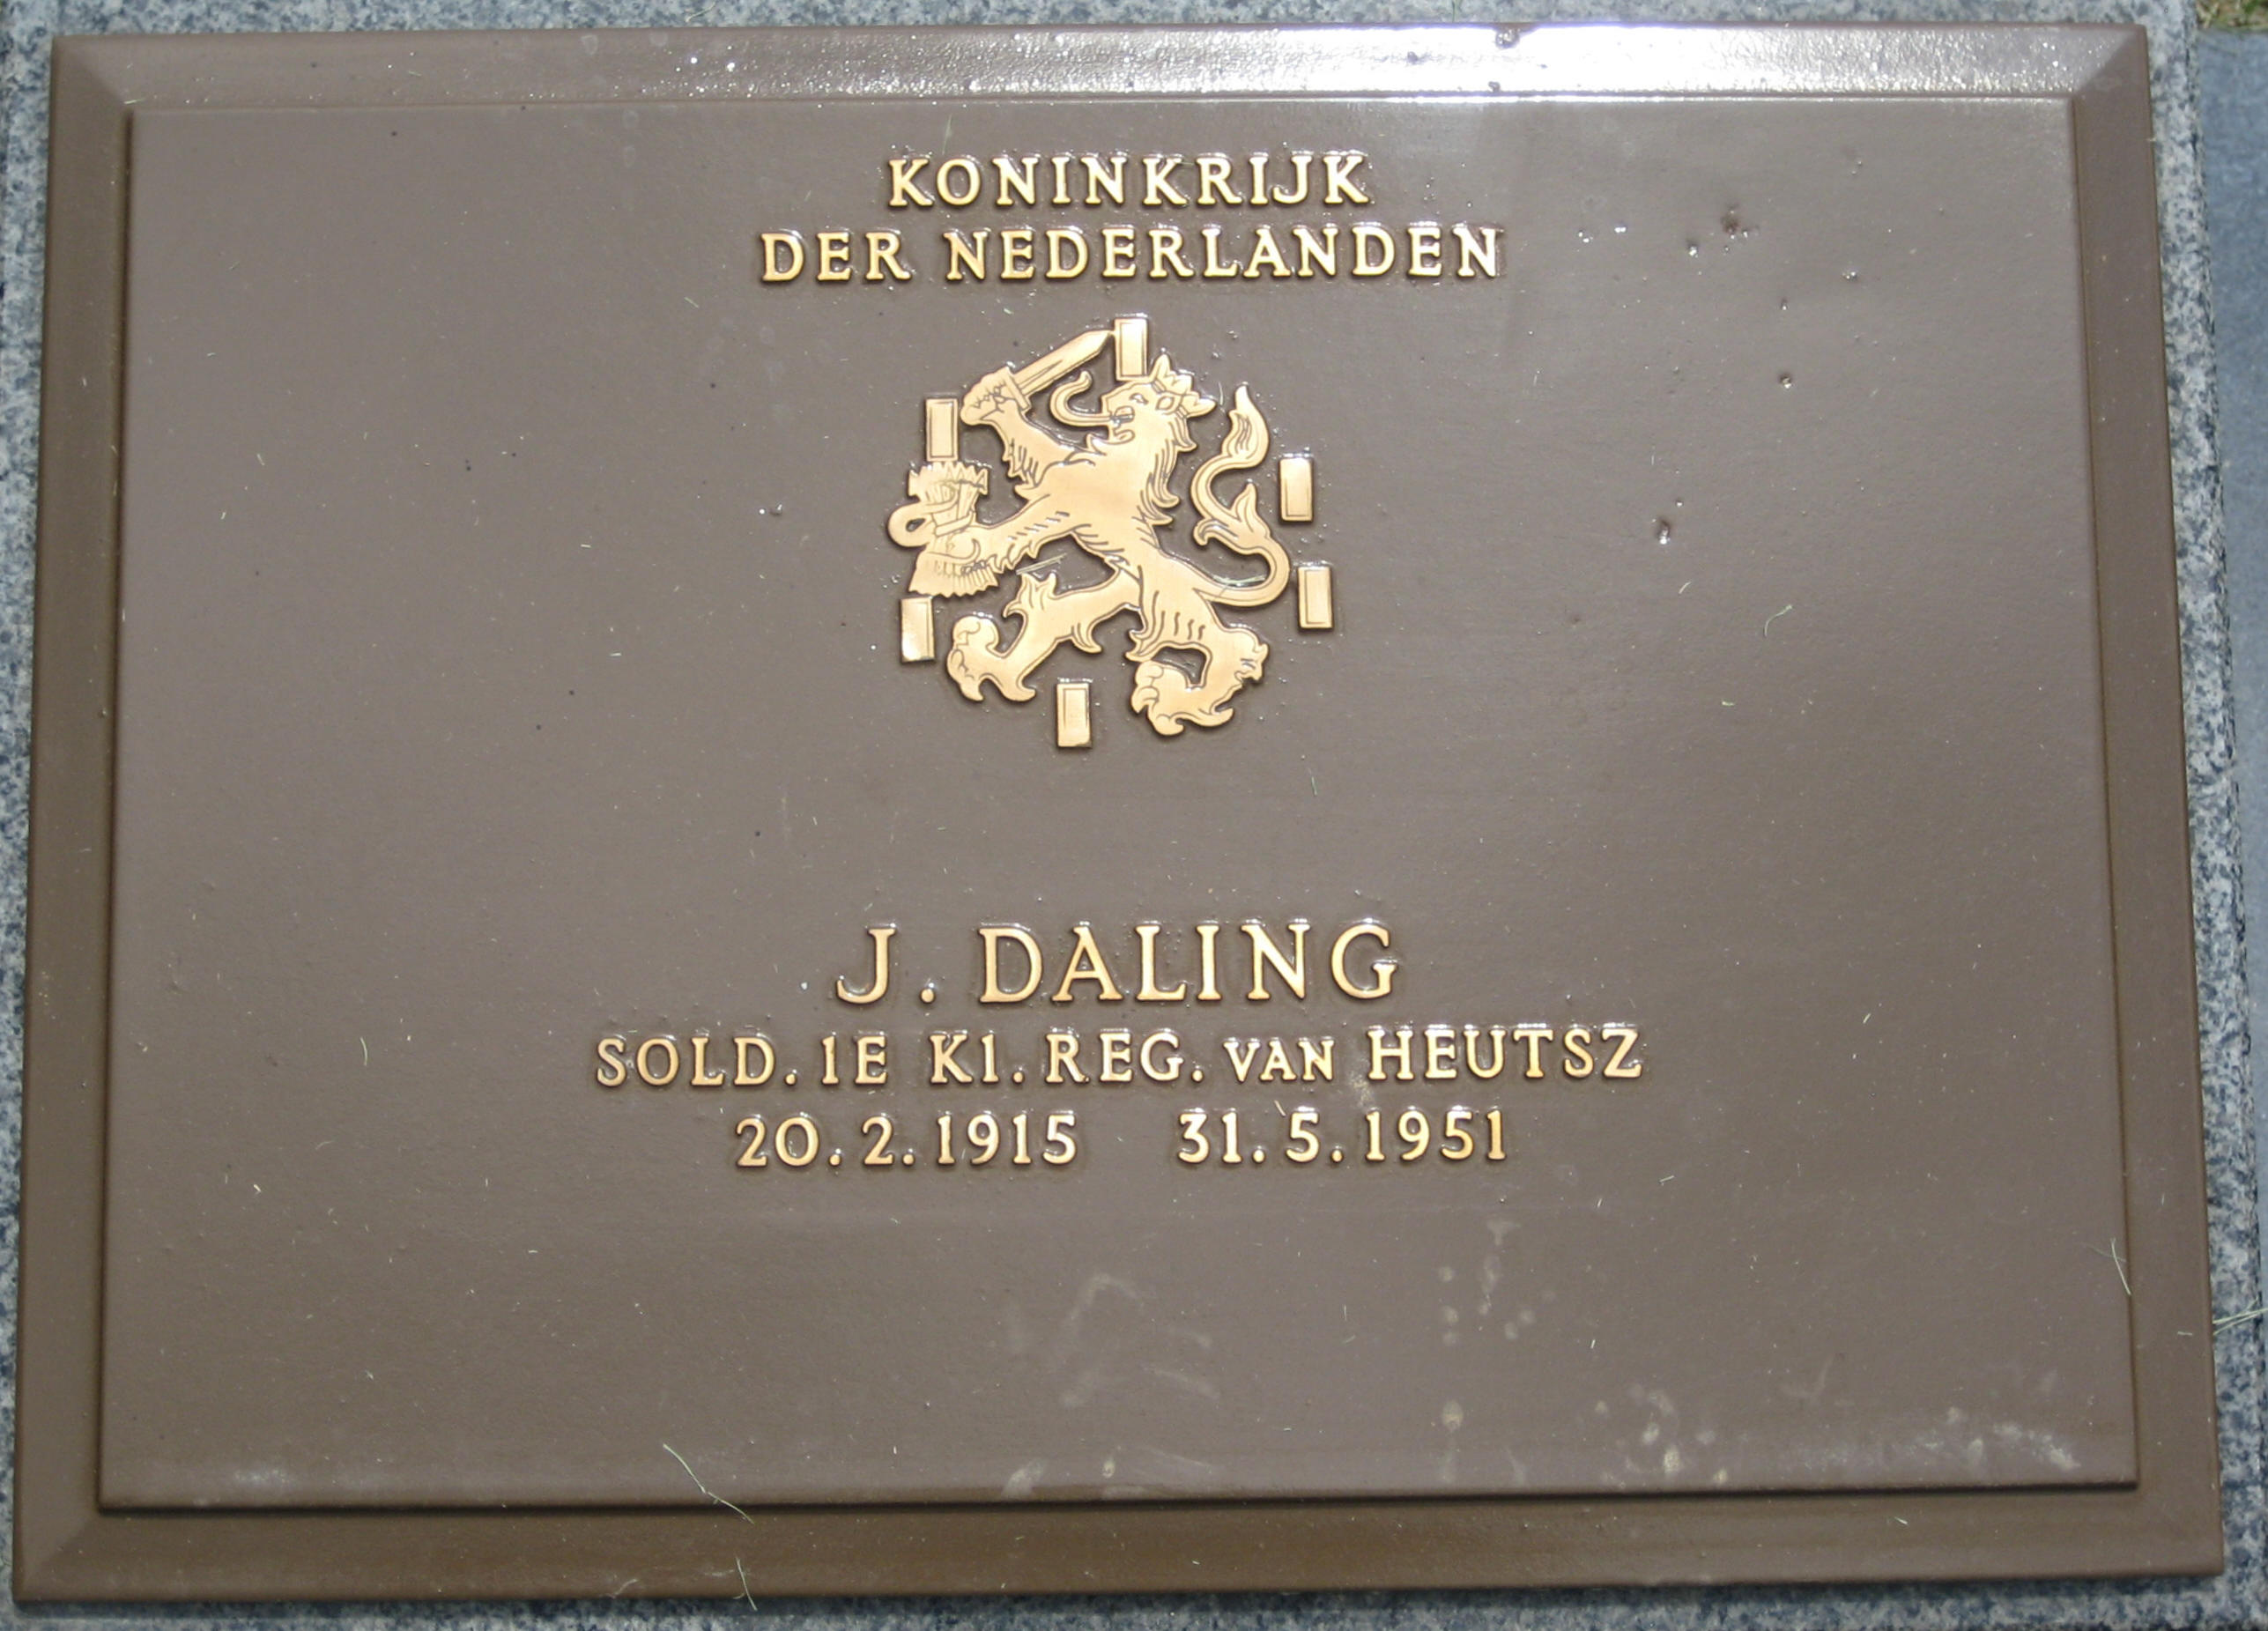 KONINKRIJK
DER NEDERLANDEN
J. DALING
SOLD. 1E Kl. REG. VAN HEUTSZ
20.2.1915 31.5.1951